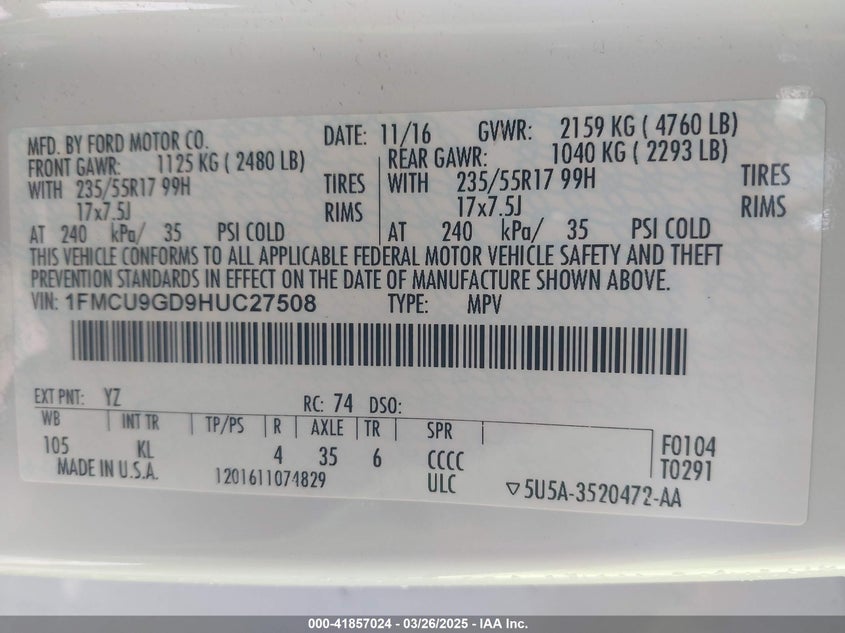 MFD. BY FORD MOTOR CO. DATE: 11/16 GVWR: 2159 KG ( 4760 LB)
FRONT GAWR: 1125 KG ( 2480 LB) REAR GAWR: 1040 KG ( 2293 LB)
WITH 235/55R17 99H TIRES WITH 235/55R17 99H TIRES
17x7.5J RIMS 17x7.5J RIMS
AT 240 kPa/ 35 PSI COLD AT 240 kPa/ 35 PSI COLD
THIS VEHICLE CONFORMS TO ALL APPLICABLE FEDERAL MOTOR VEHICLE SAFETY AND THEFT
PREVENTION STANDARDS IN EFFECT ON THE DATE OF MANUFACTURE SHOWN ABOVE.
VIN: 1FMCU9GD9HUC27508 TYPE: MPV
EXT PNT: YZ RC: 74 DSO:
WB INT TR TP/PS R AXLE TR SPR
105 KL 4 35 6 CCCC F0104
MADE IN U.S.A. 1201611074829 ULC T0291
▽5U5A-3520472-AA
000-41857024 — 03/26/2025 — IAA Inc.